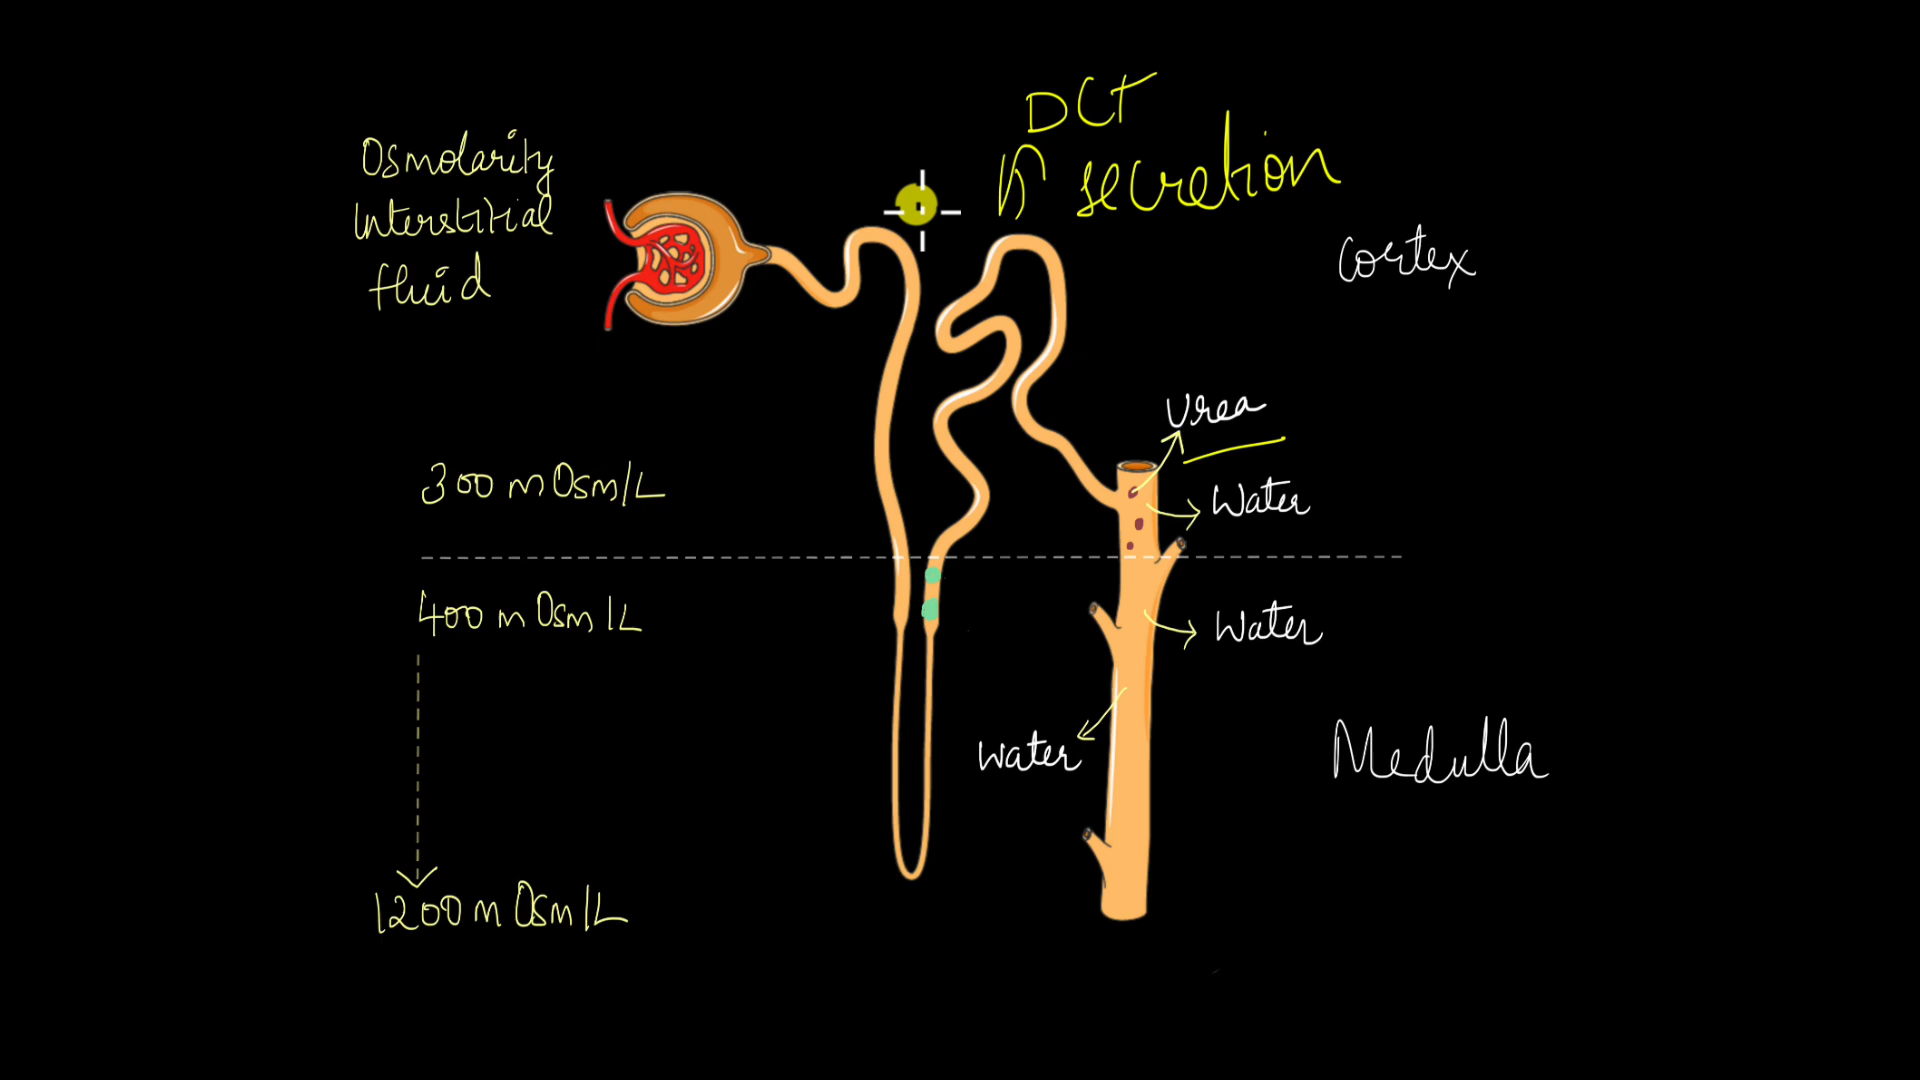 DCT
secretion
Osmolarity
Interstitial
fluid
Cortex
Urea
300 mOsm/L
Water
400 mOsm/L
Water
Water
Medulla
1200 mOsm/L